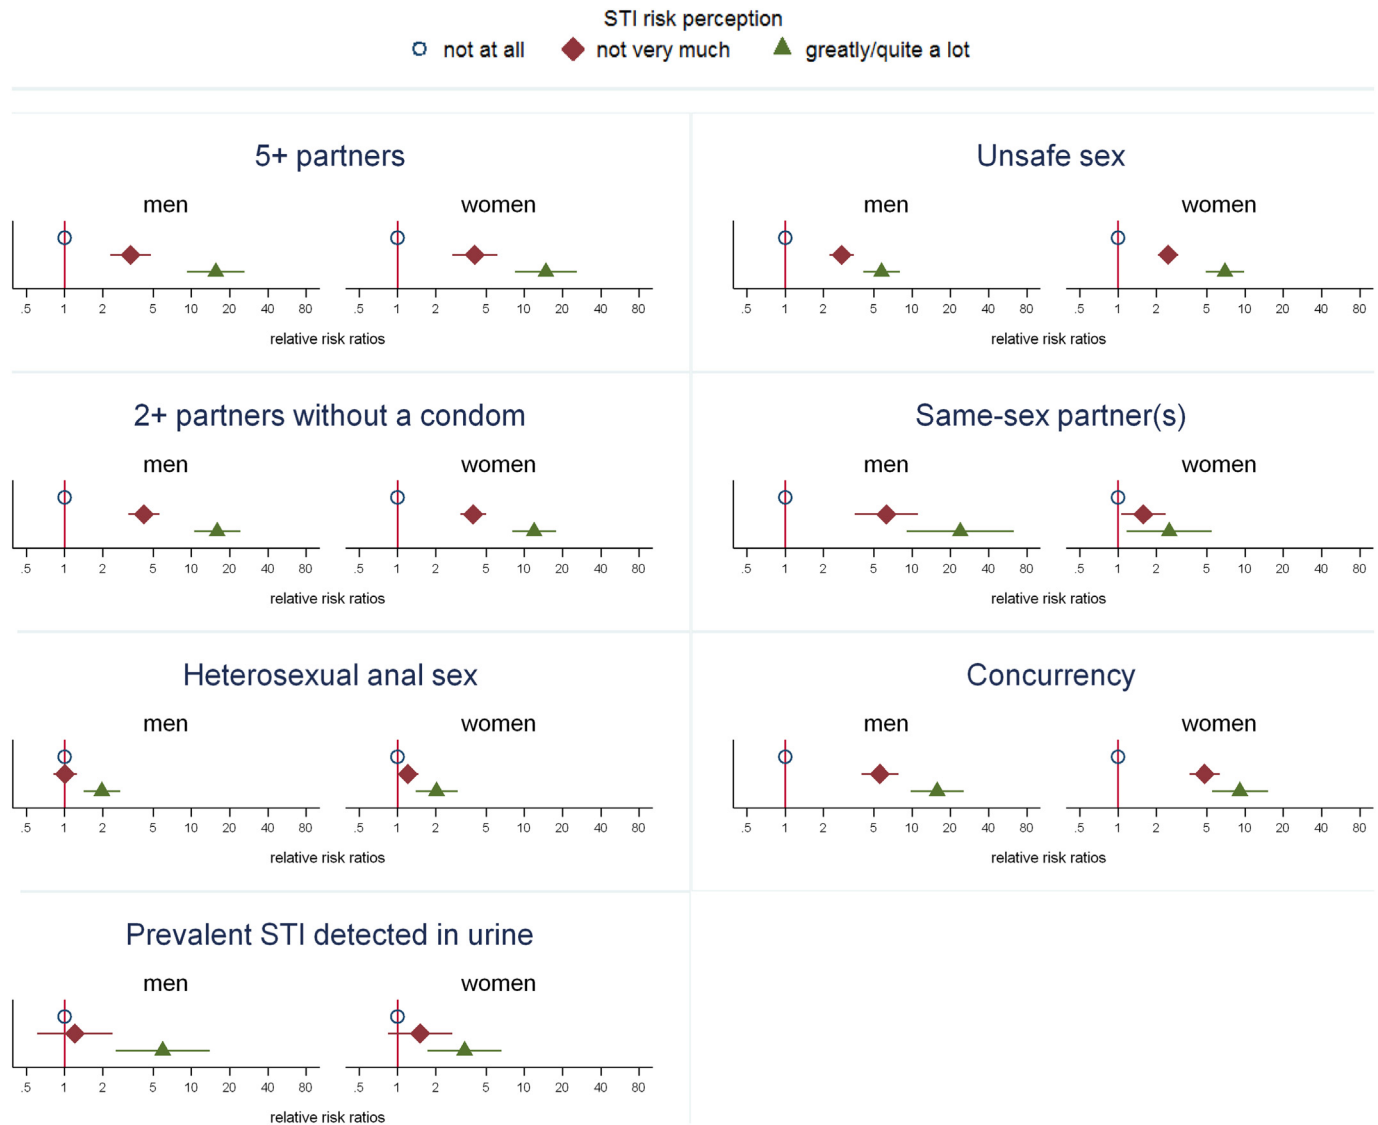 STI risk perception
not at all not very much greatly/quite a lot
5+ partners
men women
.5 1 2 5 10 20 40 80 .5 1 2 5 10 20 40 80
relative risk ratios
Unsafe sex
men women
.5 1 2 5 10 20 40 80 .5 1 2 5 10 20 40 80
relative risk ratios
2+ partners without a condom
men women
.5 1 2 5 10 20 40 80 .5 1 2 5 10 20 40 80
relative risk ratios
Same-sex partner(s)
men women
.5 1 2 5 10 20 40 80 .5 1 2 5 10 20 40 80
relative risk ratios
Heterosexual anal sex
men women
.5 1 2 5 10 20 40 80 .5 1 2 5 10 20 40 80
relative risk ratios
Concurrency
men women
.5 1 2 5 10 20 40 80 .5 1 2 5 10 20 40 80
relative risk ratios
Prevalent STI detected in urine
men women
.5 1 2 5 10 20 40 80 .5 1 2 5 10 20 40 80
relative risk ratios